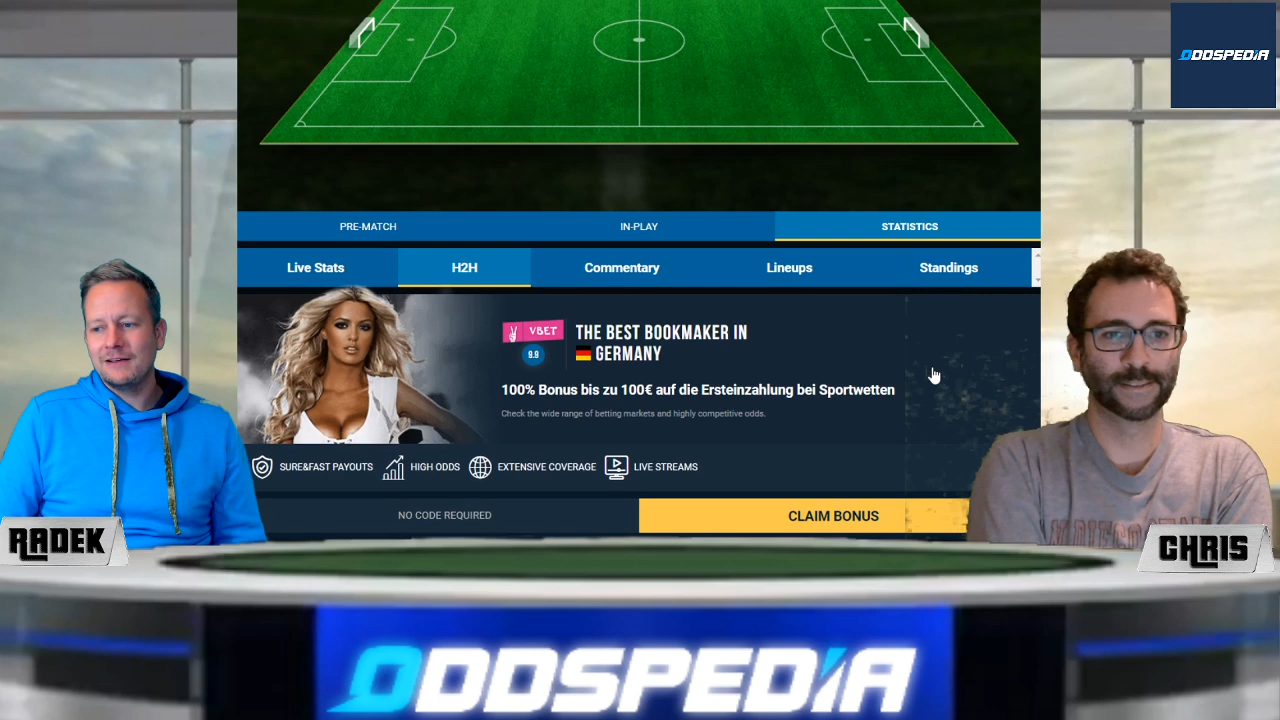 ODDSPEDIA
PRE-MATCH
IN-PLAY
STATISTICS
Live Stats
H2H
Commentary
Lineups
Standings
VBET
9.9
THE BEST BOOKMAKER IN
GERMANY
100% Bonus bis zu 100€ auf die Ersteinzahlung bei Sportwetten
Check the wide range of betting markets and highly competitive odds.
SURE&FAST PAYOUTS
HIGH ODDS
EXTENSIVE COVERAGE
LIVE STREAMS
NO CODE REQUIRED
CLAIM BONUS
RADEK
CHRIS
ODDSPEDIA